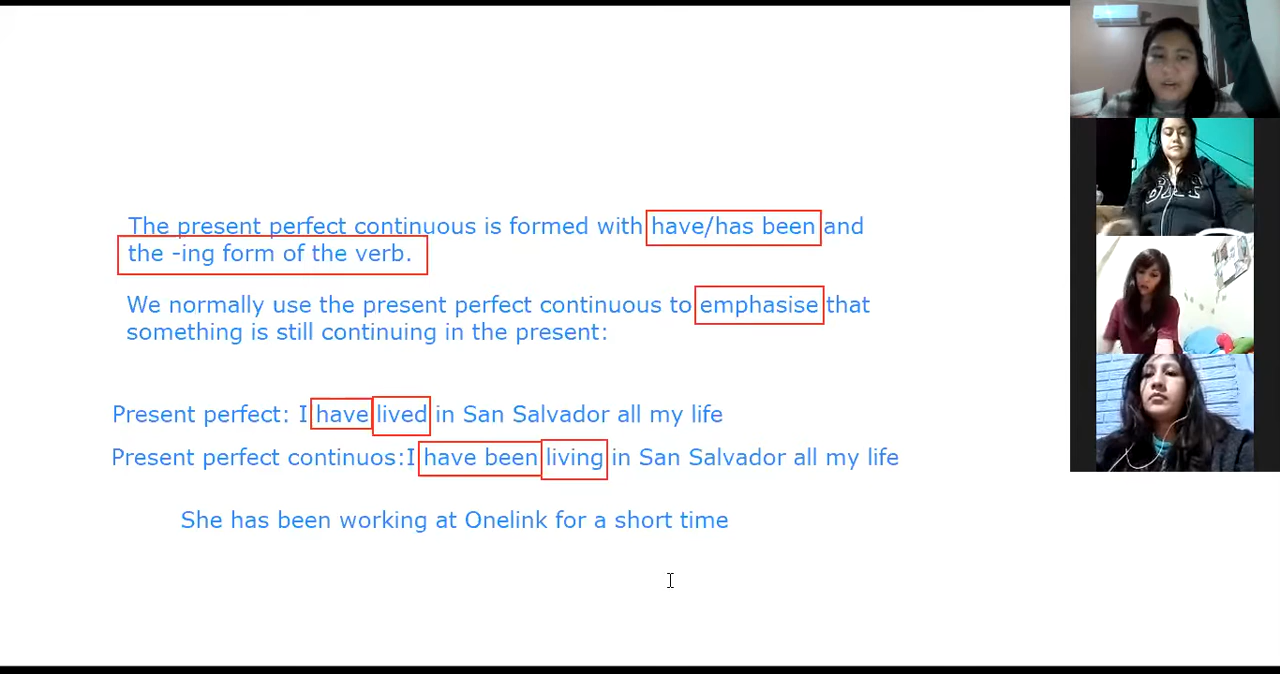 The present perfect continuous is formed with have/has been and
the -ing form of the verb.
We normally use the present perfect continuous to emphasise that
something is still continuing in the present:
Present perfect: I have lived in San Salvador all my life
Present perfect continuos:I have been living in San Salvador all my life
She has been working at Onelink for a short time